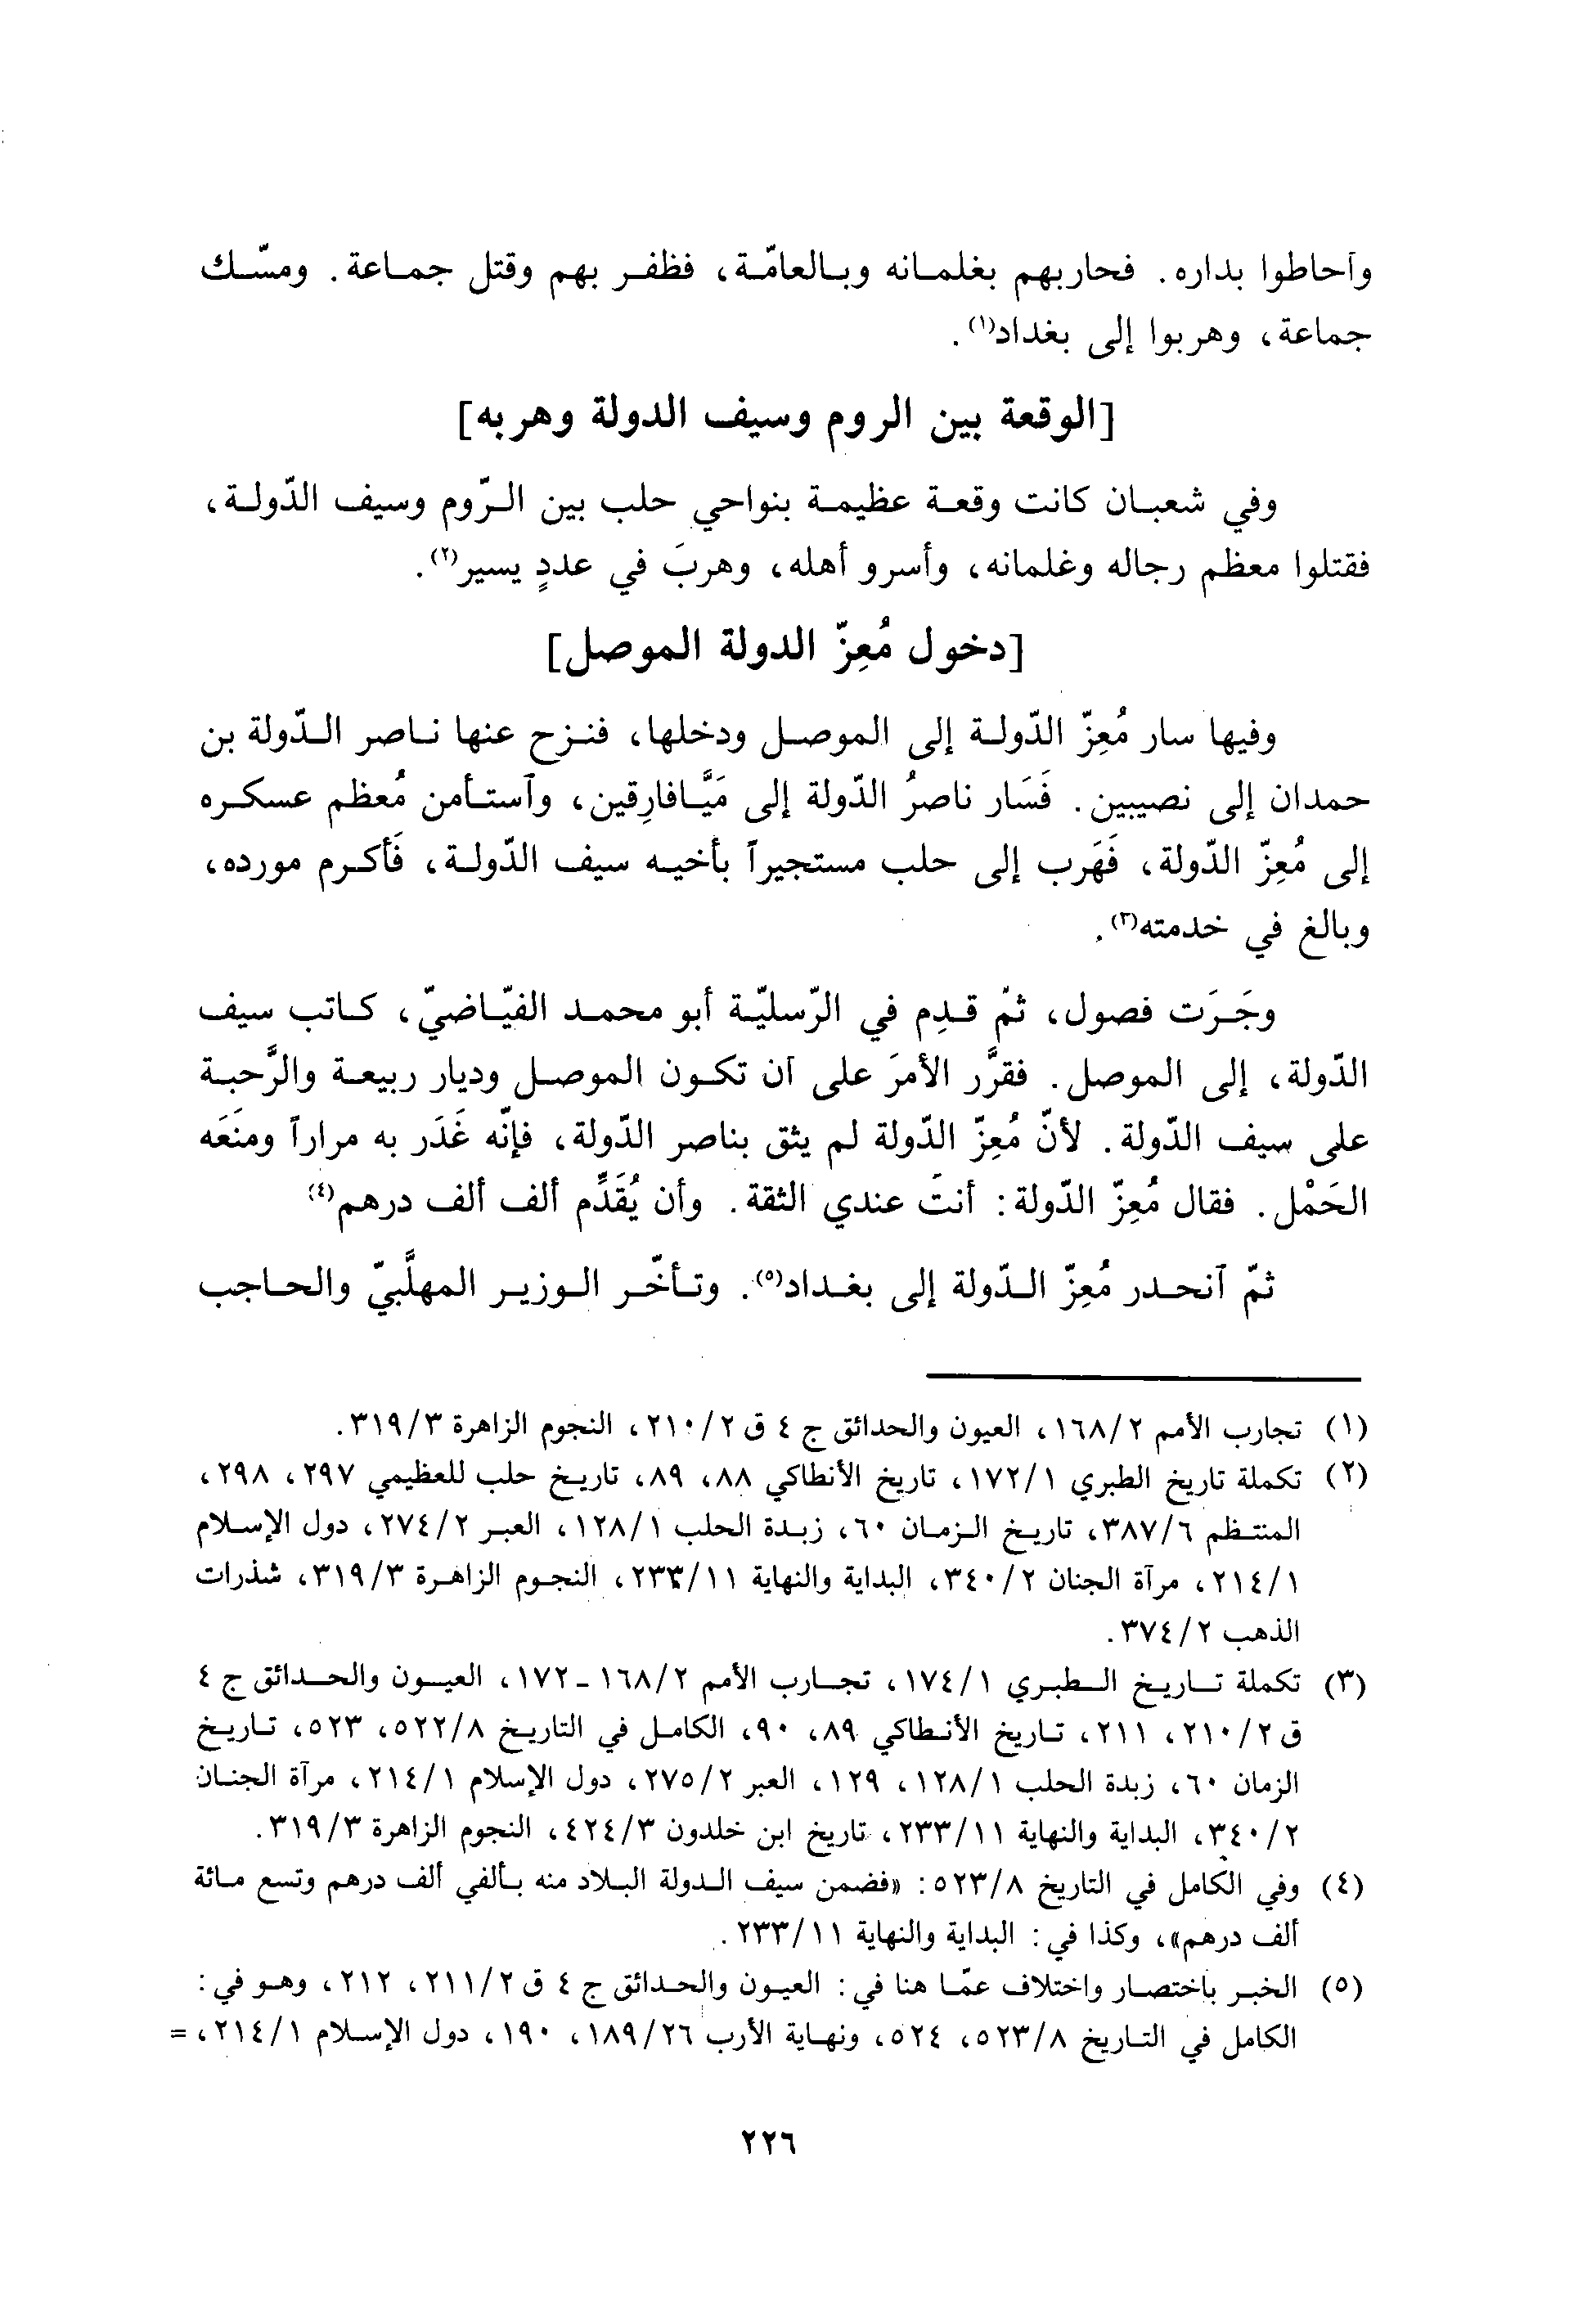 وأحاطوا بداره. فحاربهم بغلمانه وبالعامّة، فظفر بهم وقتل جماعة. ومسّك
جماعة، وهربوا إلى بغداد(١).
[الوقعة بين الروم وسيف الدولة وهربه]
وفي شعبان كانت وقعة عظيمة بنواحي حلب بين الرّوم وسيف الدّولة،
فقتلوا معظم رجاله وغلمانه، وأسرو أهله، وهربَ في عددٍ يسير(٢).
[دخول مُعِزّ الدولة الموصل]
وفيها سار مُعِزّ الدّولة إلى الموصل ودخلها، فنزح عنها ناصر الدّولة بن
حمدان إلى نصيبين. فَسَار ناصرُ الدّولة إلى مَيَّافارِقين، وآستأمن مُعظم عسكره
إلى مُعِزّ الدّولة، فَهَرب إلى حلب مستجيراً بأخيه سيف الدّولة، فَأكرم مورده،
وبالغ في خدمته(٣).
وجَرَت فصول، ثمّ قدِم في الرّسليّة أبو محمد الفيّاضيّ، كاتب سيف
الدّولة، إلى الموصل. فقرَّر الأمرَ على أن تكون الموصل وديار ربيعة والرَّحبة
على سيف الدّولة. لأنّ مُعِزّ الدّولة لم يثق بناصر الدّولة، فإنّه غَدَر به مراراً ومنَعَه
الحَمْل. فقال مُعِزّ الدّولة: أنتَ عندي الثقة. وأن يُقَدِّم ألف ألف درهم(٤)
ثمّ آنحدر مُعِزّ الدّولة إلى بغداد(٥). وتأخّر الوزير المهلَّبيّ والحاجب
(١) تجارب الأمم ٢/١٦٨، العيون والحدائق ج ٤ ق ٢/٢١٠، النجوم الزاهرة ٣/٣١٩.
(٢) تكملة تاريخ الطبري ١/١٧٢، تاريخ الأنطاكي ٨٨، ٨٩، تاريخ حلب للعظيمي ٢٩٧، ٢٩٨،
المنتظم ٦/٣٨٧، تاريخ الزمان ٦٠، زبدة الحلب ١/١٢٨، العبر ٢/٢٧٤، دول الإسلام
١/٢١٤، مرآة الجنان ٢/٣٤٠، البداية والنهاية ١١/٢٣٣، النجوم الزاهرة ٣/٣١٩، شذرات
الذهب ٢/٣٧٤.
(٣) تكملة تاريخ الطبري ١/١٧٤، تجارب الأمم ٢/١٦٨ ـ ١٧٢، العيون والحدائق ج ٤
ق ٢/٢١٠، ٢١١، تاريخ الأنطاكي ٨٩، ٩٠، الكامل في التاريخ ٨/٥٢٢، ٥٢٣، تاريخ
الزمان ٦٠، زبدة الحلب ١/١٢٨، ١٢٩، العبر ٢/٢٧٥، دول الإسلام ١/٢١٤، مرآة الجنان
٢/٣٤٠، البداية والنهاية ١١/٢٣٣، تاريخ ابن خلدون ٣/٤٢٤، النجوم الزاهرة ٣/٣١٩.
(٤) وفي الكامل في التاريخ ٨/٥٢٣: «فضمن سيف الدولة البلاد منه بألفي ألف درهم وتسع مائة
ألف درهم»، وكذا في: البداية والنهاية ١١/٢٣٣.
(٥) الخبر باختصار واختلاف عمّا هنا في: العيون والحدائق ج ٤ ق ٢/٢١١، ٢١٢، وهو في:
الكامل في التاريخ ٨/٥٢٣، ٥٢٤، ونهاية الأرب ٢٦/١٨٩، ١٩٠، دول الإسلام ١/٢١٤، =
٢٢٦